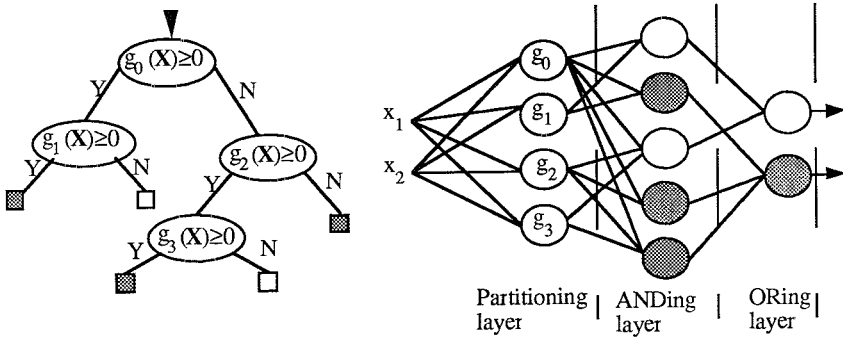 g0 (X)≥0
Y
N
g1 (X)≥0
g2 (X)≥0
Y
N
Y
N
g3 (X)≥0
Y
N
x1
x2
g0
g1
g2
g3
Partitioning
layer
ANDing
layer
ORing
layer